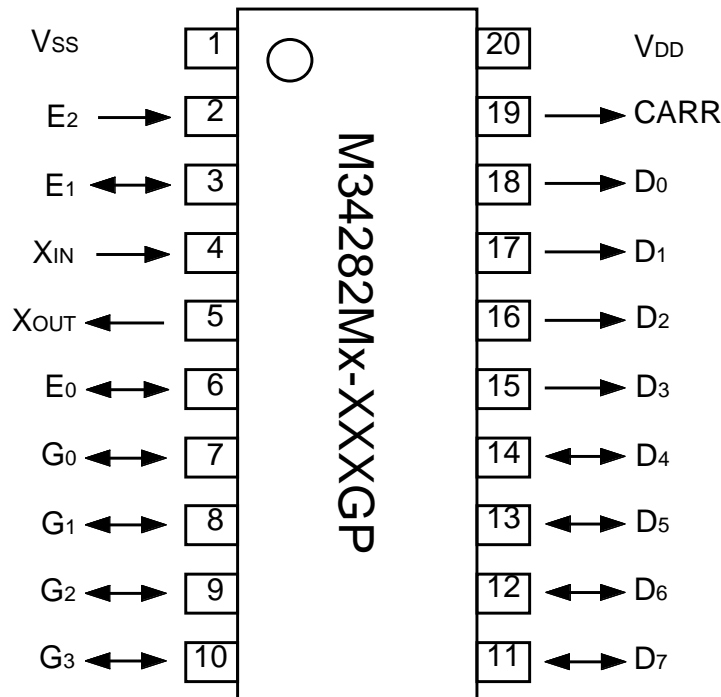 VSS 1 20 VDD
E2 2 19 CARR
E1 3 18 D0
XIN 4 17 D1
XOUT 5 16 D2
E0 6 15 D3
G0 7 14 D4
G1 8 13 D5
G2 9 12 D6
G3 10 11 D7
M34282Mx-XXXGP